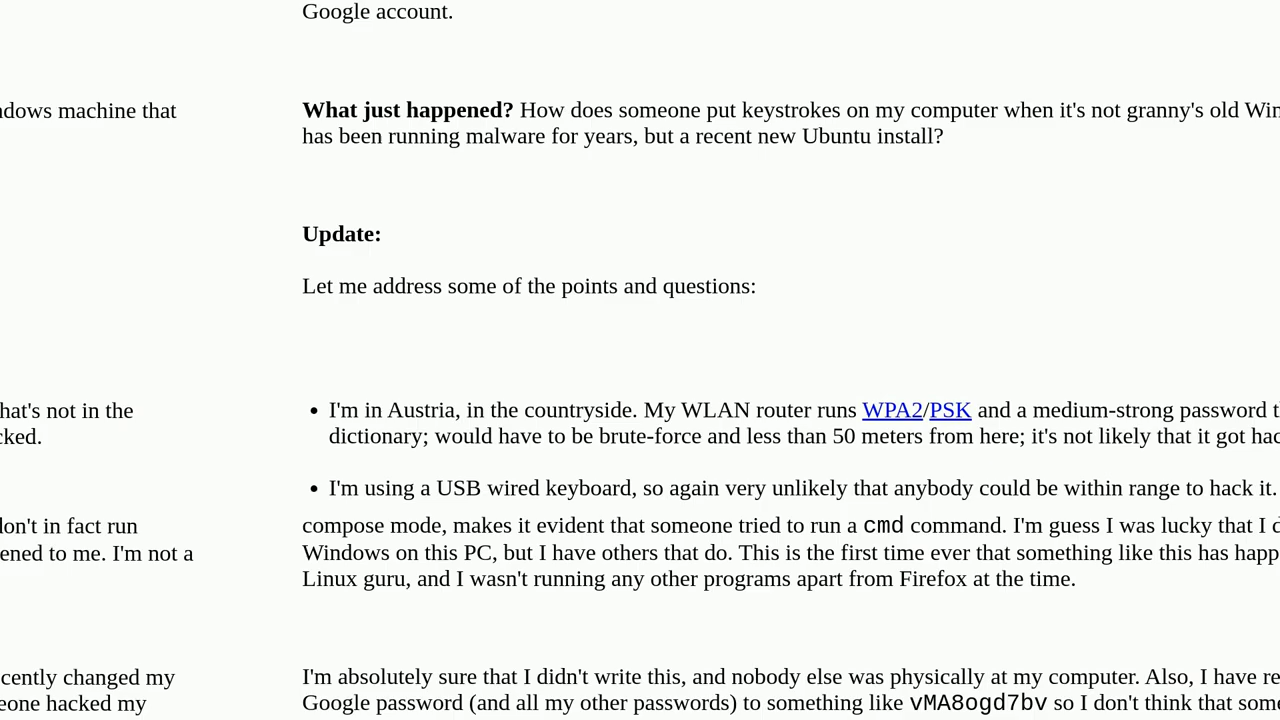 ndows machine that
hat's not in the
cked.
don't in fact run
ened to me. I'm not a
cently changed my
eone hacked my
Google account.
What just happened? How does someone put keystrokes on my computer when it's not granny's old Win
has been running malware for years, but a recent new Ubuntu install?
Update:
Let me address some of the points and questions:
• I'm in Austria, in the countryside. My WLAN router runs WPA2/PSK and a medium-strong password t
dictionary; would have to be brute-force and less than 50 meters from here; it's not likely that it got hac
• I'm using a USB wired keyboard, so again very unlikely that anybody could be within range to hack it.
compose mode, makes it evident that someone tried to run a cmd command. I'm guess I was lucky that I d
Windows on this PC, but I have others that do. This is the first time ever that something like this has happ
Linux guru, and I wasn't running any other programs apart from Firefox at the time.
I'm absolutely sure that I didn't write this, and nobody else was physically at my computer. Also, I have re
Google password (and all my other passwords) to something like vMA8ogd7bv so I don't think that some